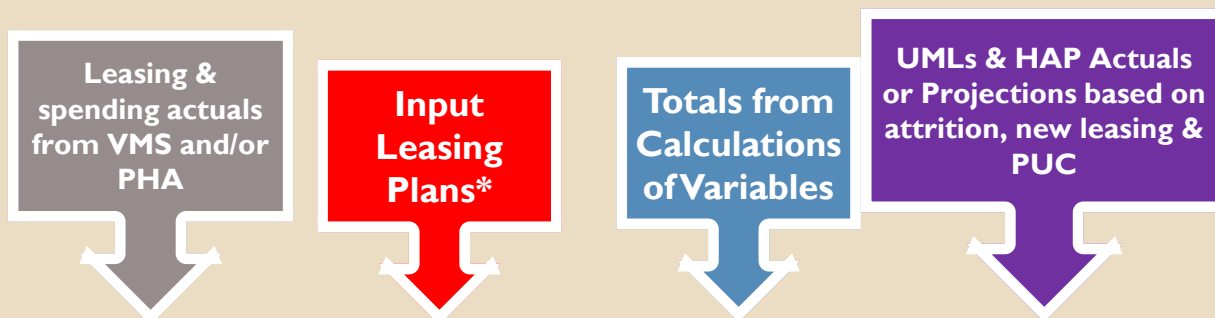 Leasing &
spending actuals
from VMS and/or
PHA
Input
Leasing
Plans*
Totals from
Calculations
of Variables
UMLs & HAP Actuals
or Projections based on
attrition, new leasing &
PUC